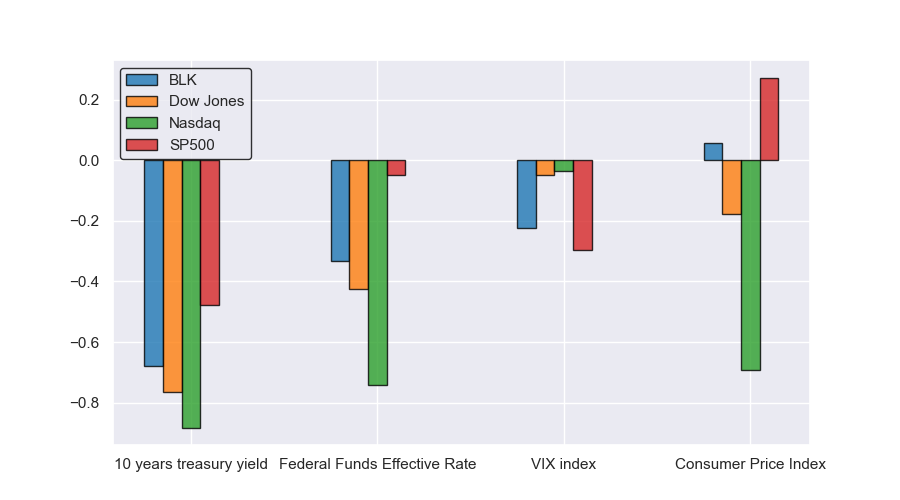 BLK
Dow Jones
Nasdaq
SP500
0.2
0.0
−0.2
−0.4
−0.6
−0.8
10 years treasury yield
Federal Funds Effective Rate
VIX index
Consumer Price Index